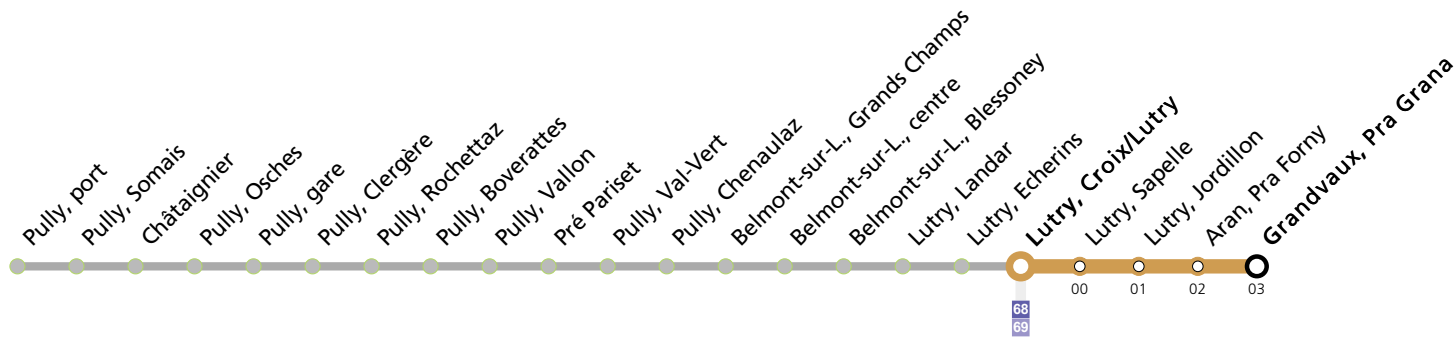 Pully, port
Pully, Somais
Châtaignier
Pully, Osches
Pully, gare
Pully, Clergère
Pully, Rochettaz
Pully, Boverattes
Pully, Vallon
Pré Pariset
Pully, Val-Vert
Pully, Chenaulaz
Belmont-sur-L., Grands Champs
Belmont-sur-L., centre
Belmont-sur-L., Blessoney
Lutry, Landar
Lutry, Echerins
Lutry, Croix/Lutry
Lutry, Sapelle
Lutry, Jordillon
Aran, Pra Forny
Grandvaux, Pra Grana
00 01 02 03
68
69